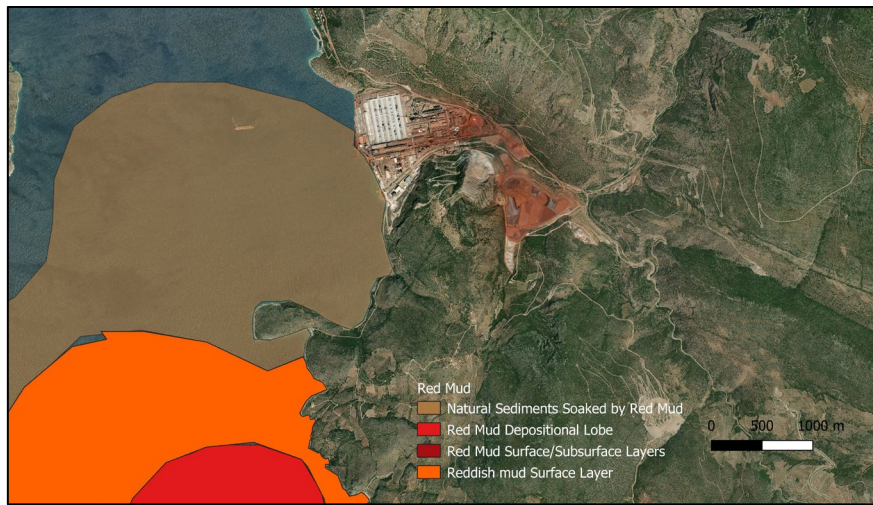 Red Mud
Natural Sediments Soaked by Red Mud
Red Mud Depositional Lobe
Red Mud Surface/Subsurface Layers
Reddish mud Surface Layer
0 500 1000 m